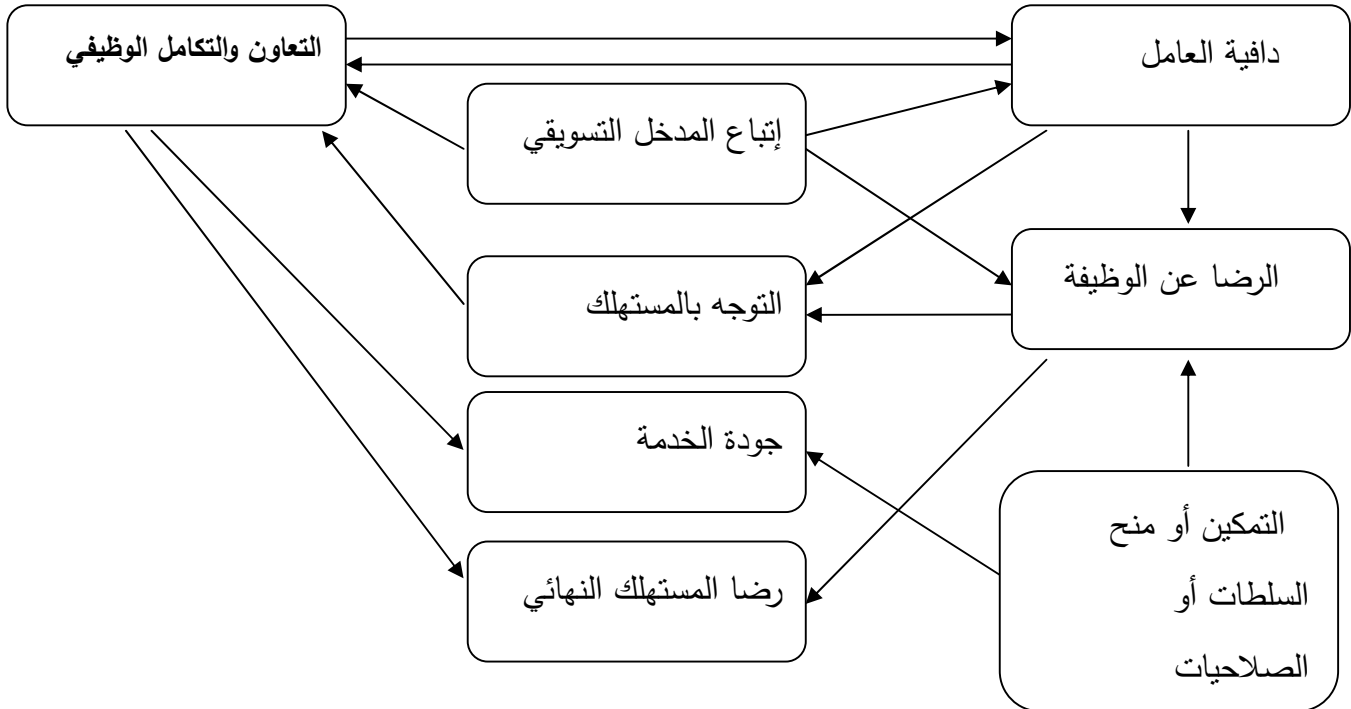 دافية العامل
التعاون والتكامل الوظيفي
إتباع المدخل التسويقي
الرضا عن الوظيفة
التوجه بالمستهلك
جودة الخدمة
التمكين أو منح
السلطات أو
الصلاحيات
رضا المستهلك النهائي